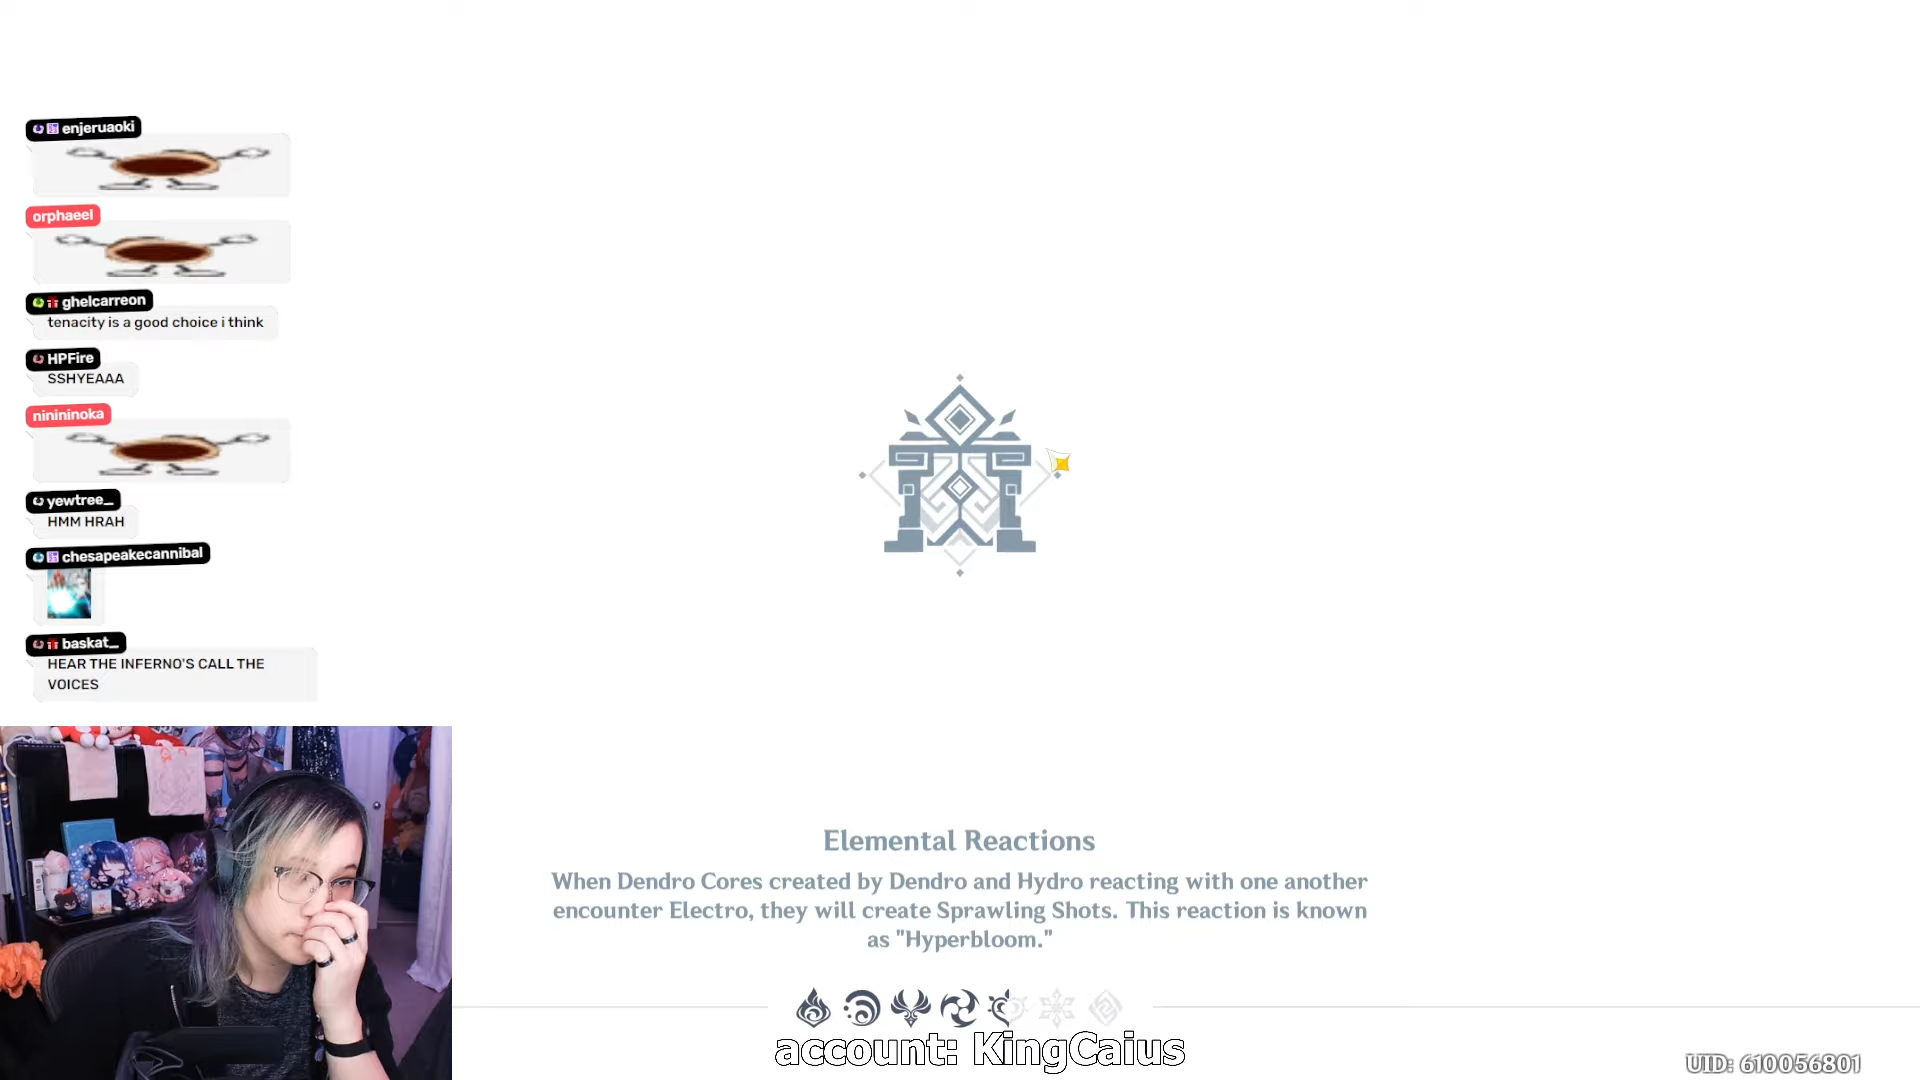 enjeruaoki
orphaeel
ghelcarreon
tenacity is a good choice i think
HPFire
SSHYEAAA
ninininoka
yewtree_
HMM HRAH
chesapeakecannibal
baskat_
HEAR THE INFERNO'S CALL THE
VOICES
Elemental Reactions
When Dendro Cores created by Dendro and Hydro reacting with one another
encounter Electro, they will create Sprawling Shots. This reaction is known
as "Hyperbloom."
account: KingCaius
UID: 610056801